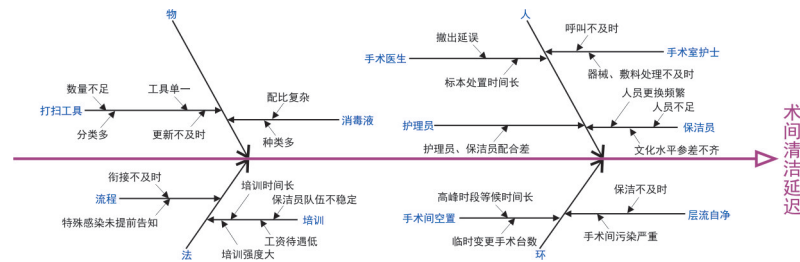 物
数量不足
工具单一
打扫工具
分类多
更新不及时
配比复杂
消毒液
种类多
人
撤出延误
呼叫不及时
手术医生
手术室护士
标本处置时间长
器械、敷料处理不及时
人员更换频繁
人员不足
护理员
保洁员
护理员、保洁员配合差
文化水平参差不齐
术间清洁延迟
衔接不及时
流程
特殊感染未提前告知
培训时间长
保洁员队伍不稳定
培训
工资待遇低
培训强度大
法
高峰时段等候时间长
手术间空置
临时变更手术台数
保洁不及时
层流自净
手术间污染严重
环